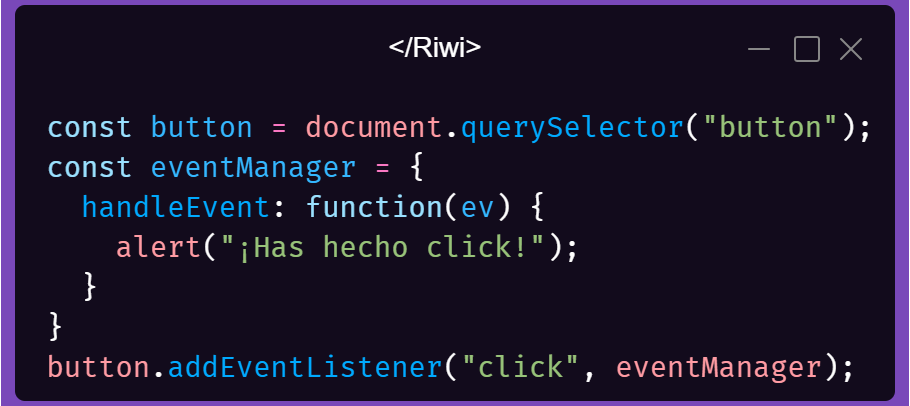 </Riwi>
const button = document.querySelector("button");
const eventManager = {
  handleEvent: function(ev) {
    alert("¡Has hecho click!");
  }
}
button.addEventListener("click", eventManager);